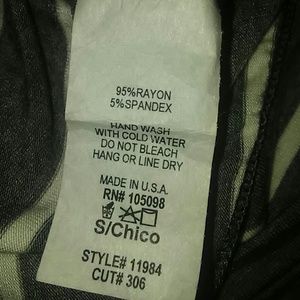 95%RAYON
5%SPANDEX
HAND WASH
WITH COLD WATER
DO NOT BLEACH
HANG OR LINE DRY
MADE IN U.S.A.
RN# 105098
S/Chico
STYLE# 11984
CUT# 306